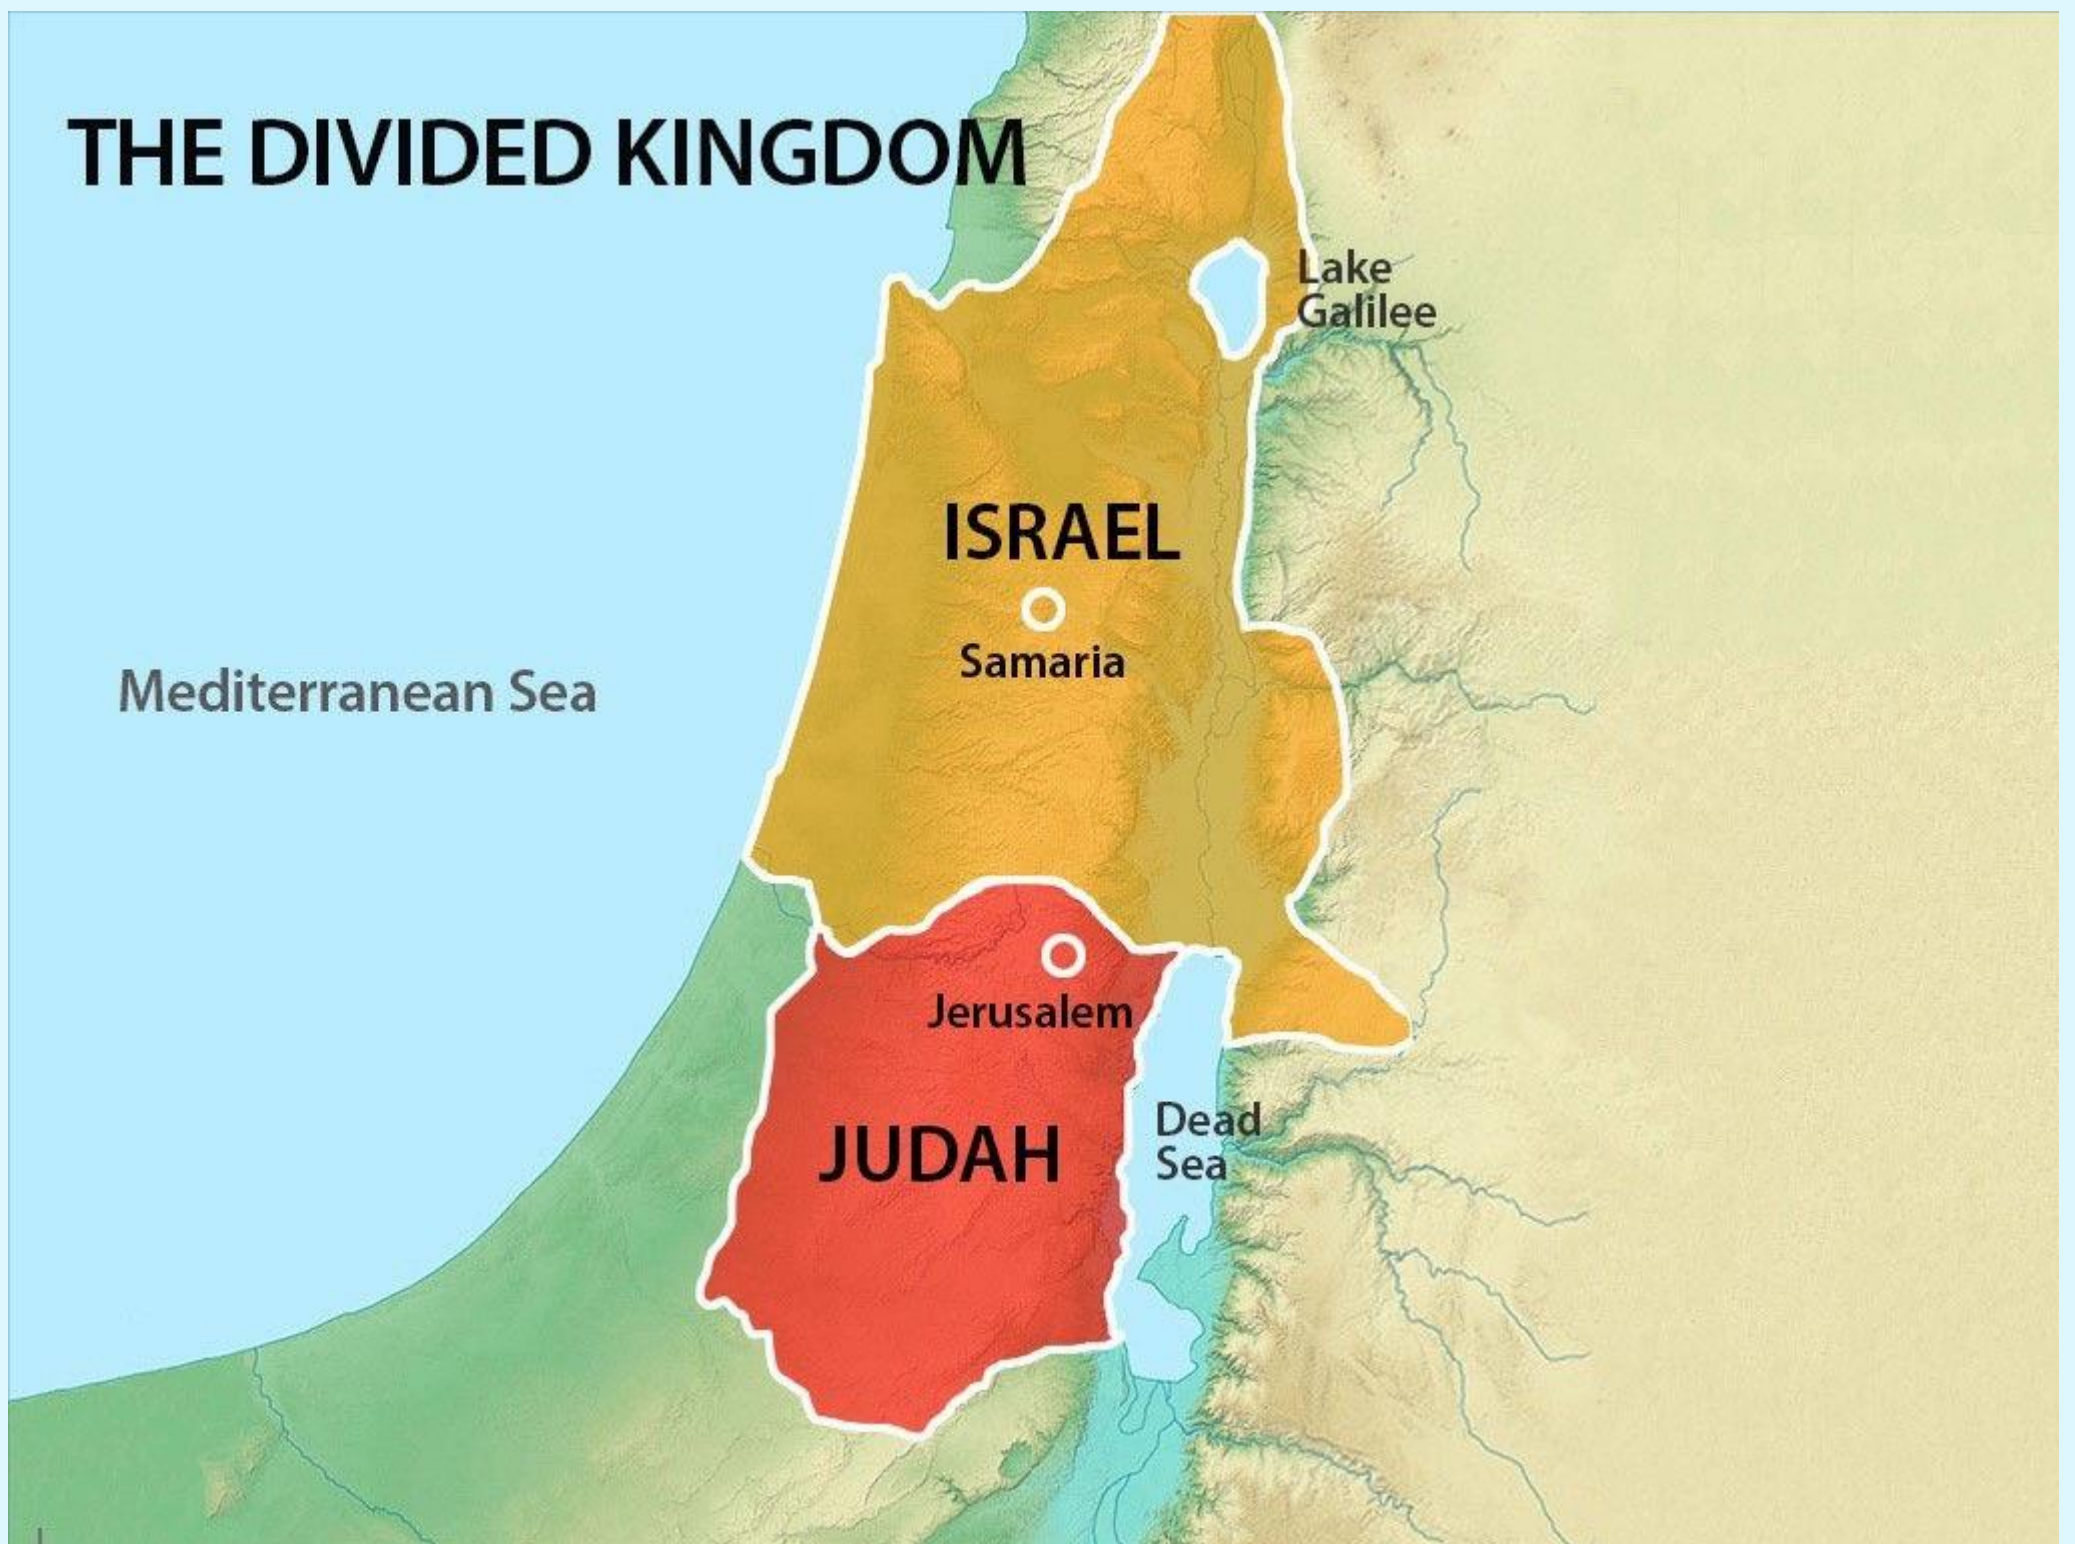 THE DIVIDED KINGDOM
Lake
Galilee
ISRAEL
Samaria
Mediterranean Sea
Jerusalem
JUDAH
Dead
Sea